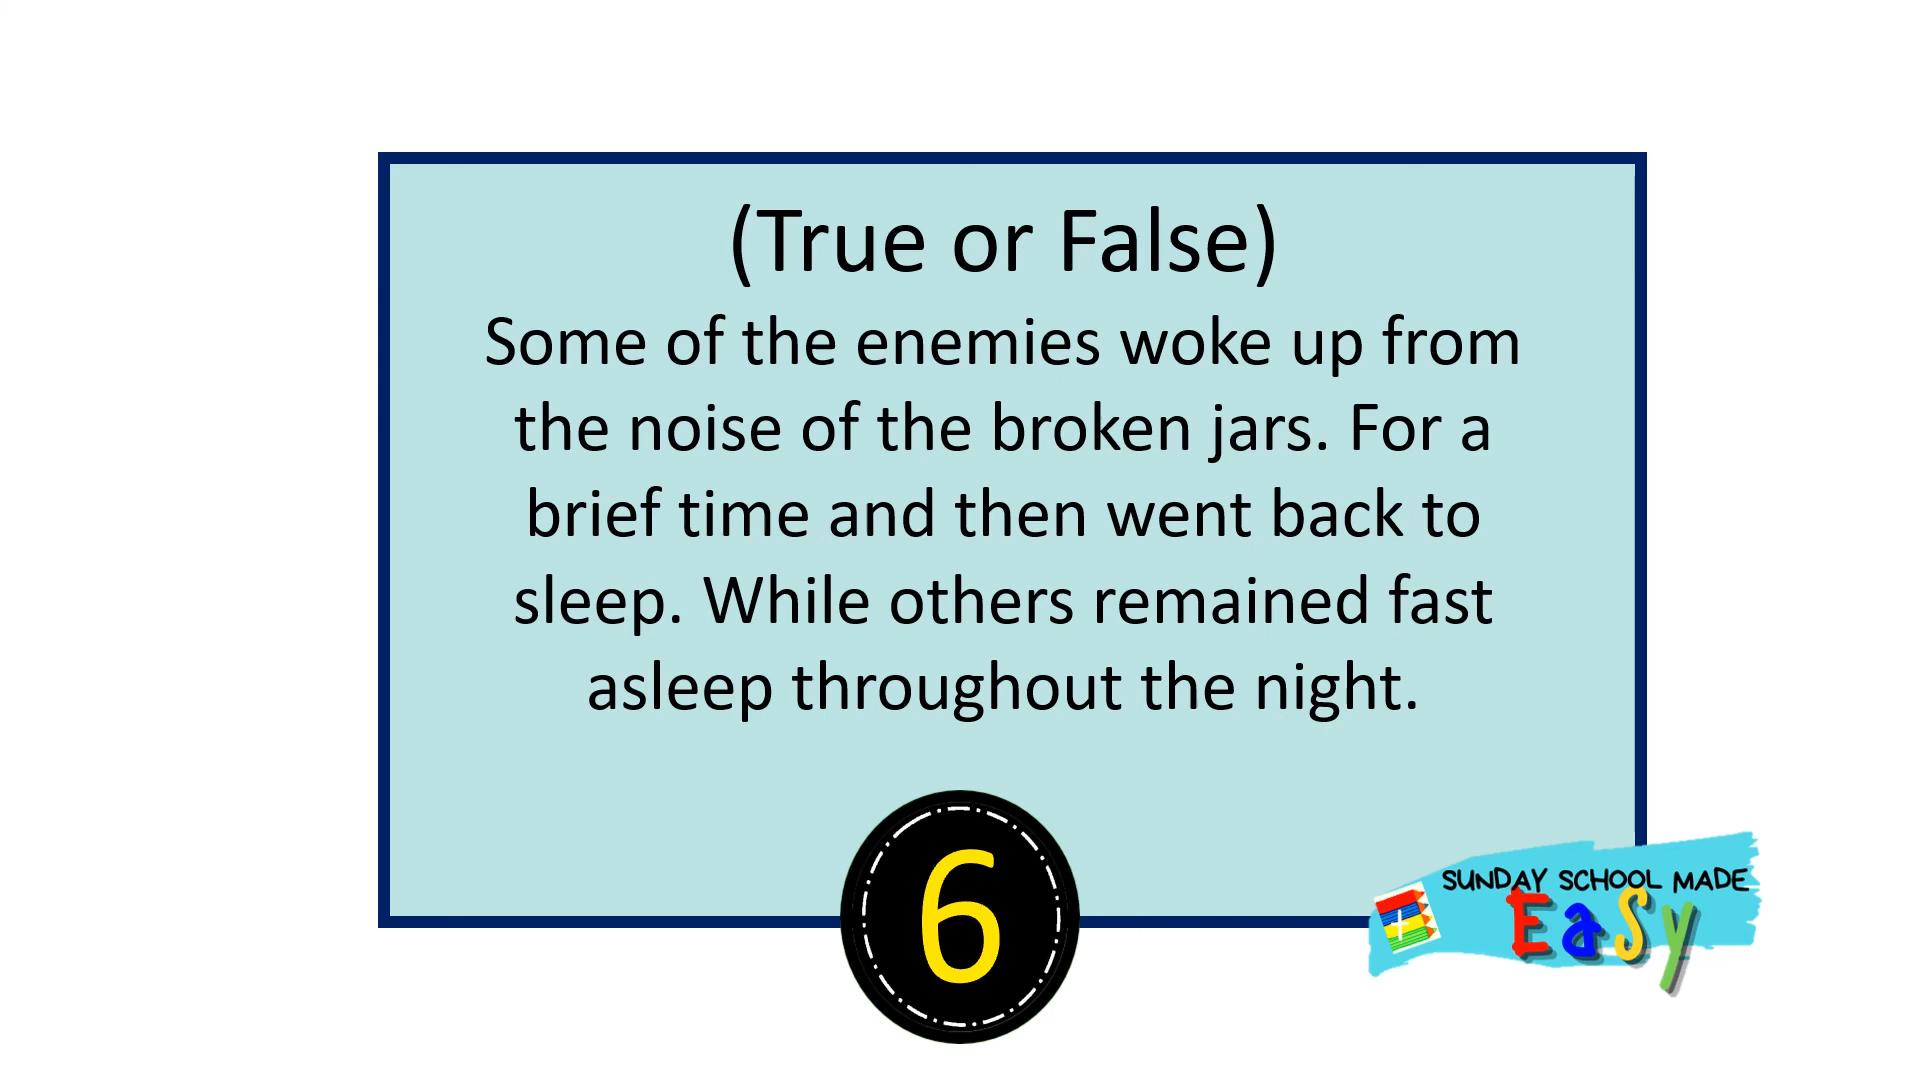 (True or False)
Some of the enemies woke up from
the noise of the broken jars. For a
brief time and then went back to
sleep. While others remained fast
asleep throughout the night.
6
SUNDAY SCHOOL MADE
EaSy